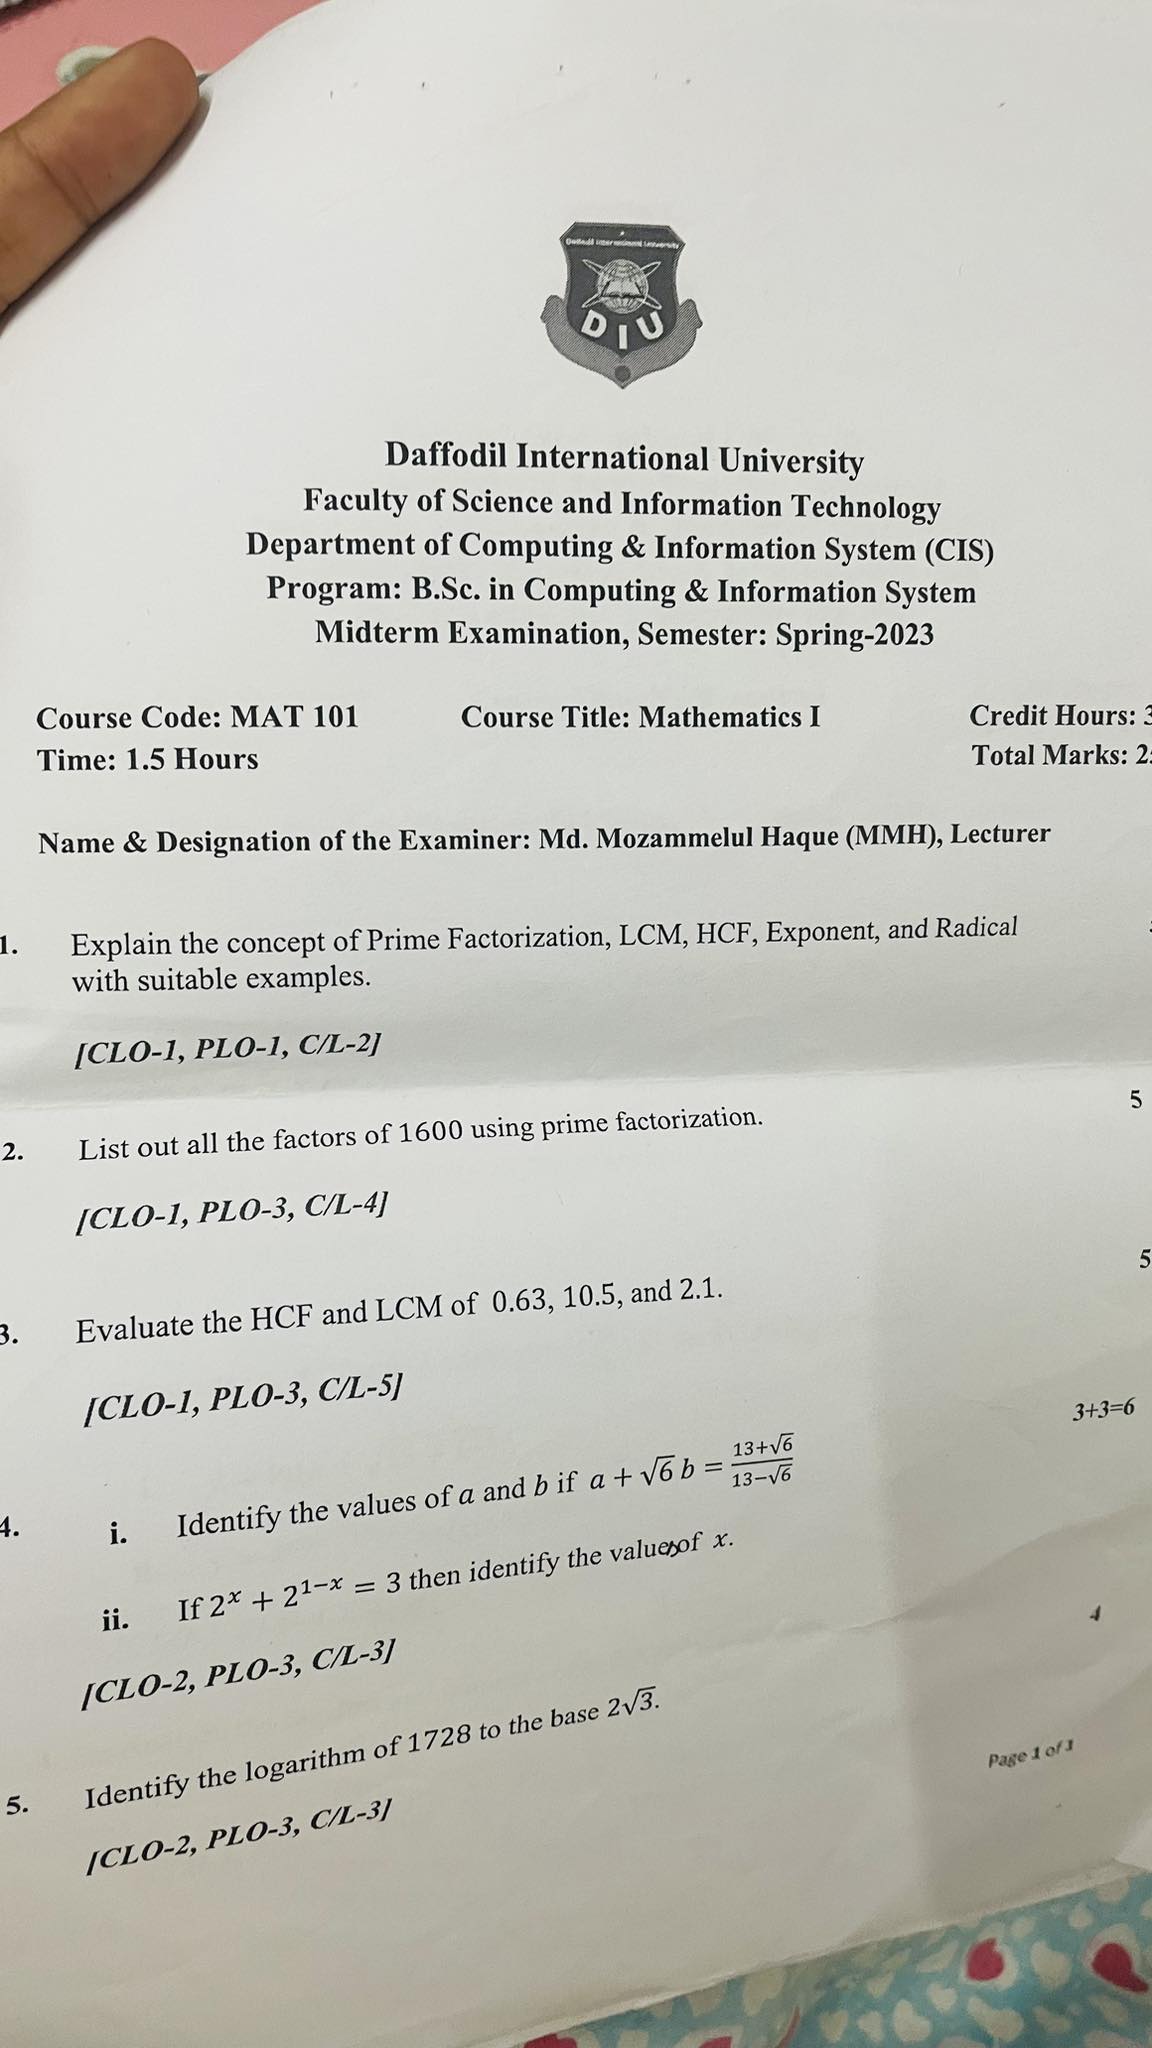 Daffodil International University
D I U
Daffodil International University
Faculty of Science and Information Technology
Department of Computing & Information System (CIS)
Program: B.Sc. in Computing & Information System
Midterm Examination, Semester: Spring-2023
Course Code: MAT 101 Course Title: Mathematics I Credit Hours: 3
Time: 1.5 Hours Total Marks: 2
Name & Designation of the Examiner: Md. Mozammelul Haque (MMH), Lecturer
1. Explain the concept of Prime Factorization, LCM, HCF, Exponent, and Radical
with suitable examples.
[CLO-1, PLO-1, C/L-2]
5
2. List out all the factors of 1600 using prime factorization.
[CLO-1, PLO-3, C/L-4]
5
3. Evaluate the HCF and LCM of 0.63, 10.5, and 2.1.
[CLO-1, PLO-3, C/L-5]
3+3=6
4. i. Identify the values of a and b if a + √6 b = (13+√6)/(13−√6)
ii. If 2^x + 2^(1−x) = 3 then identify the values of x.
[CLO-2, PLO-3, C/L-3]
4
5. Identify the logarithm of 1728 to the base 2√3.
[CLO-2, PLO-3, C/L-3]
Page 1 of 1